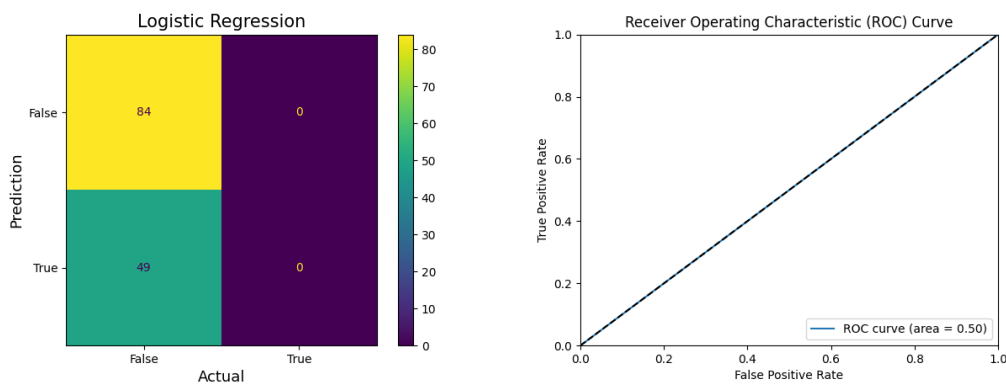 Logistic Regression
Prediction
False
True
84
0
49
0
False
True
Actual
80
70
60
50
40
30
20
10
0
Receiver Operating Characteristic (ROC) Curve
True Positive Rate
1.0
0.8
0.6
0.4
0.2
0.0
ROC curve (area = 0.50)
0.0
0.2
0.4
0.6
0.8
1.0
False Positive Rate